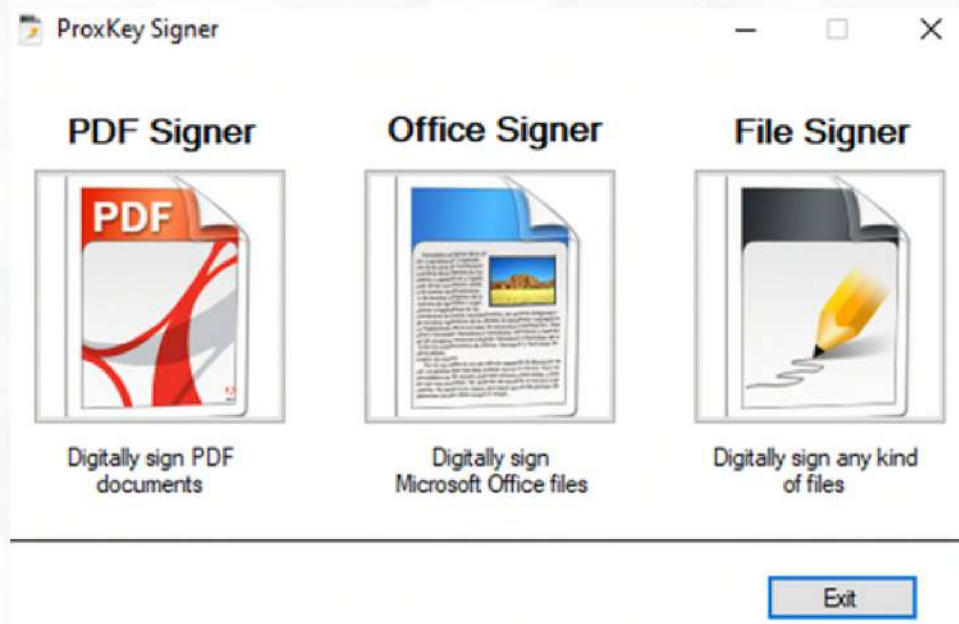 ProxKey Signer
PDF Signer
Office Signer
File Signer
PDF
Digitally sign PDF
documents
Digitally sign
Microsoft Office files
Digitally sign any kind
of files
Exit